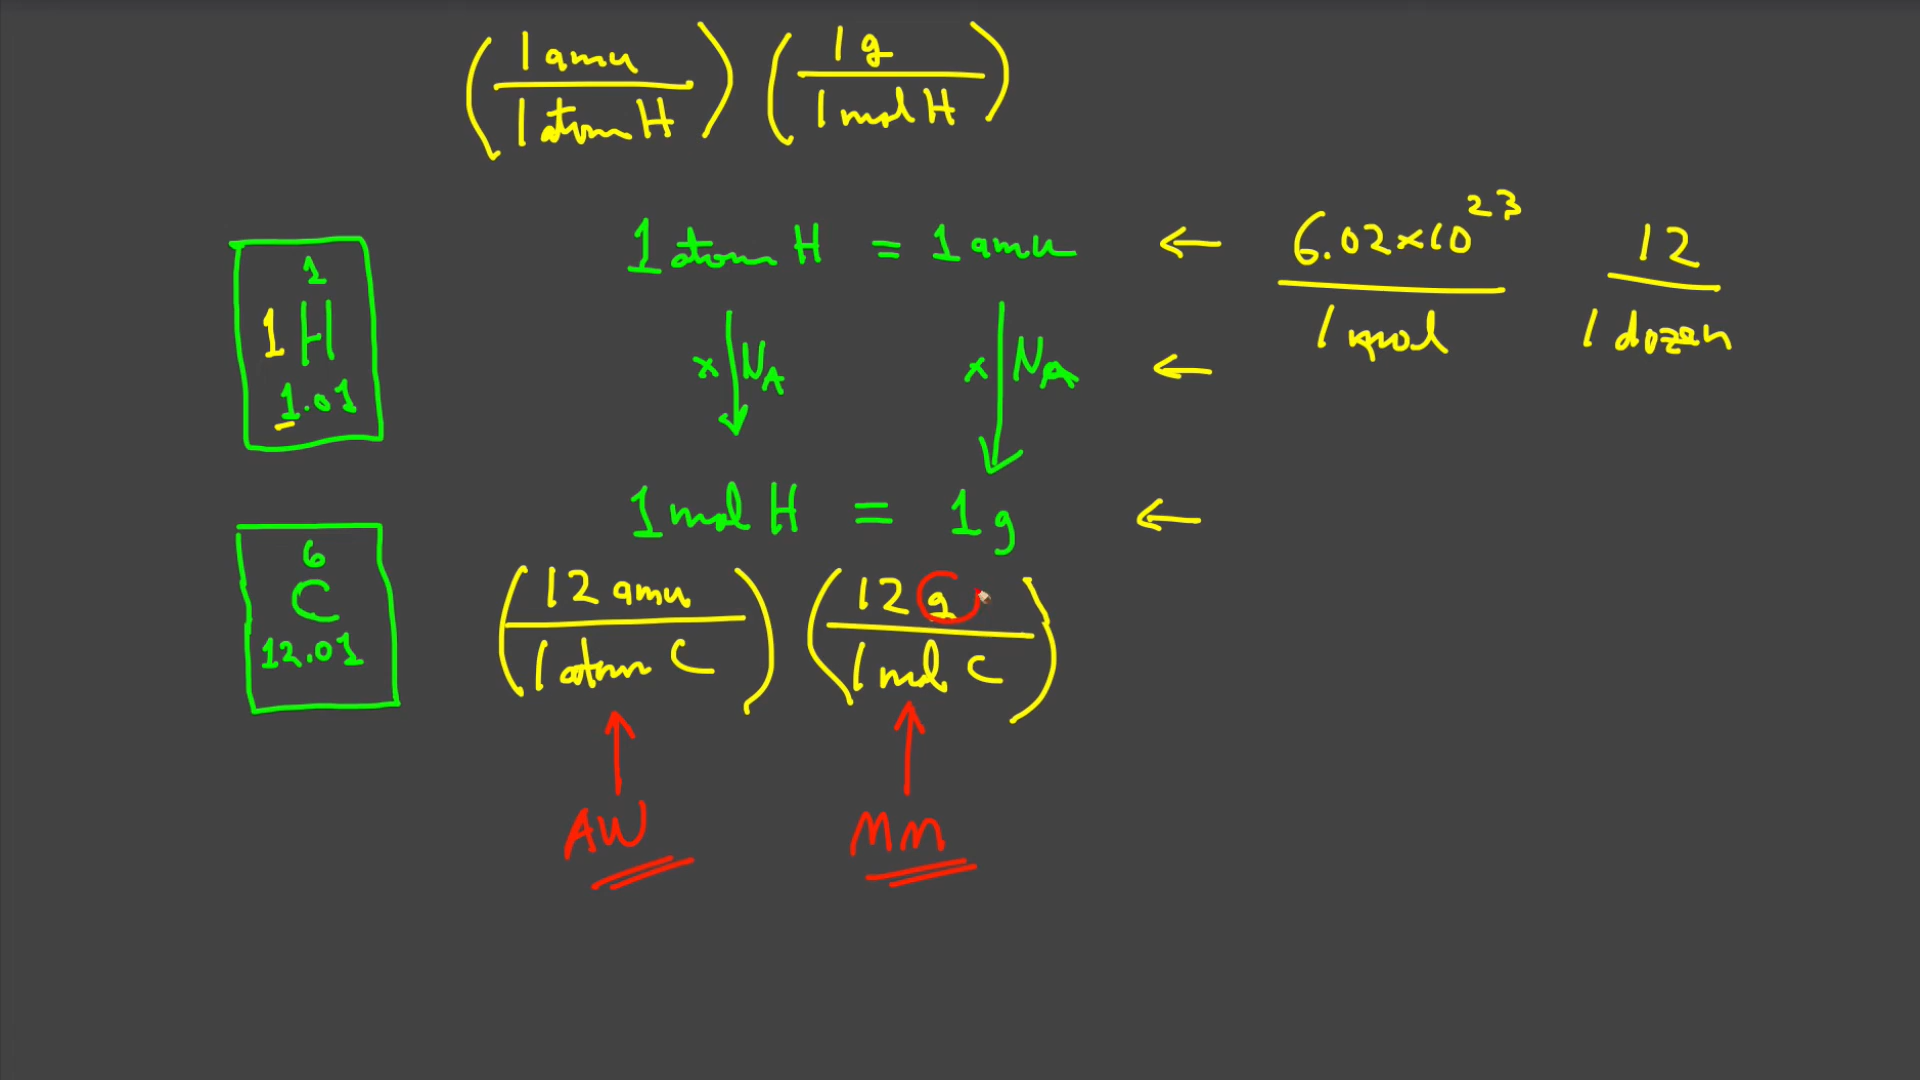 (1 amu / 1 atom H) (1 g / 1 mol H)
1 atom H = 1 amu ← 6.02×10²³ / 1 mol 12 / 1 dozen
1
1 H
1.01
× N_A × N_A ←
1 mol H = 1 g ←
6
C
12.01
(12 amu / 1 atom C) (12 g / 1 mol C)
AW MM